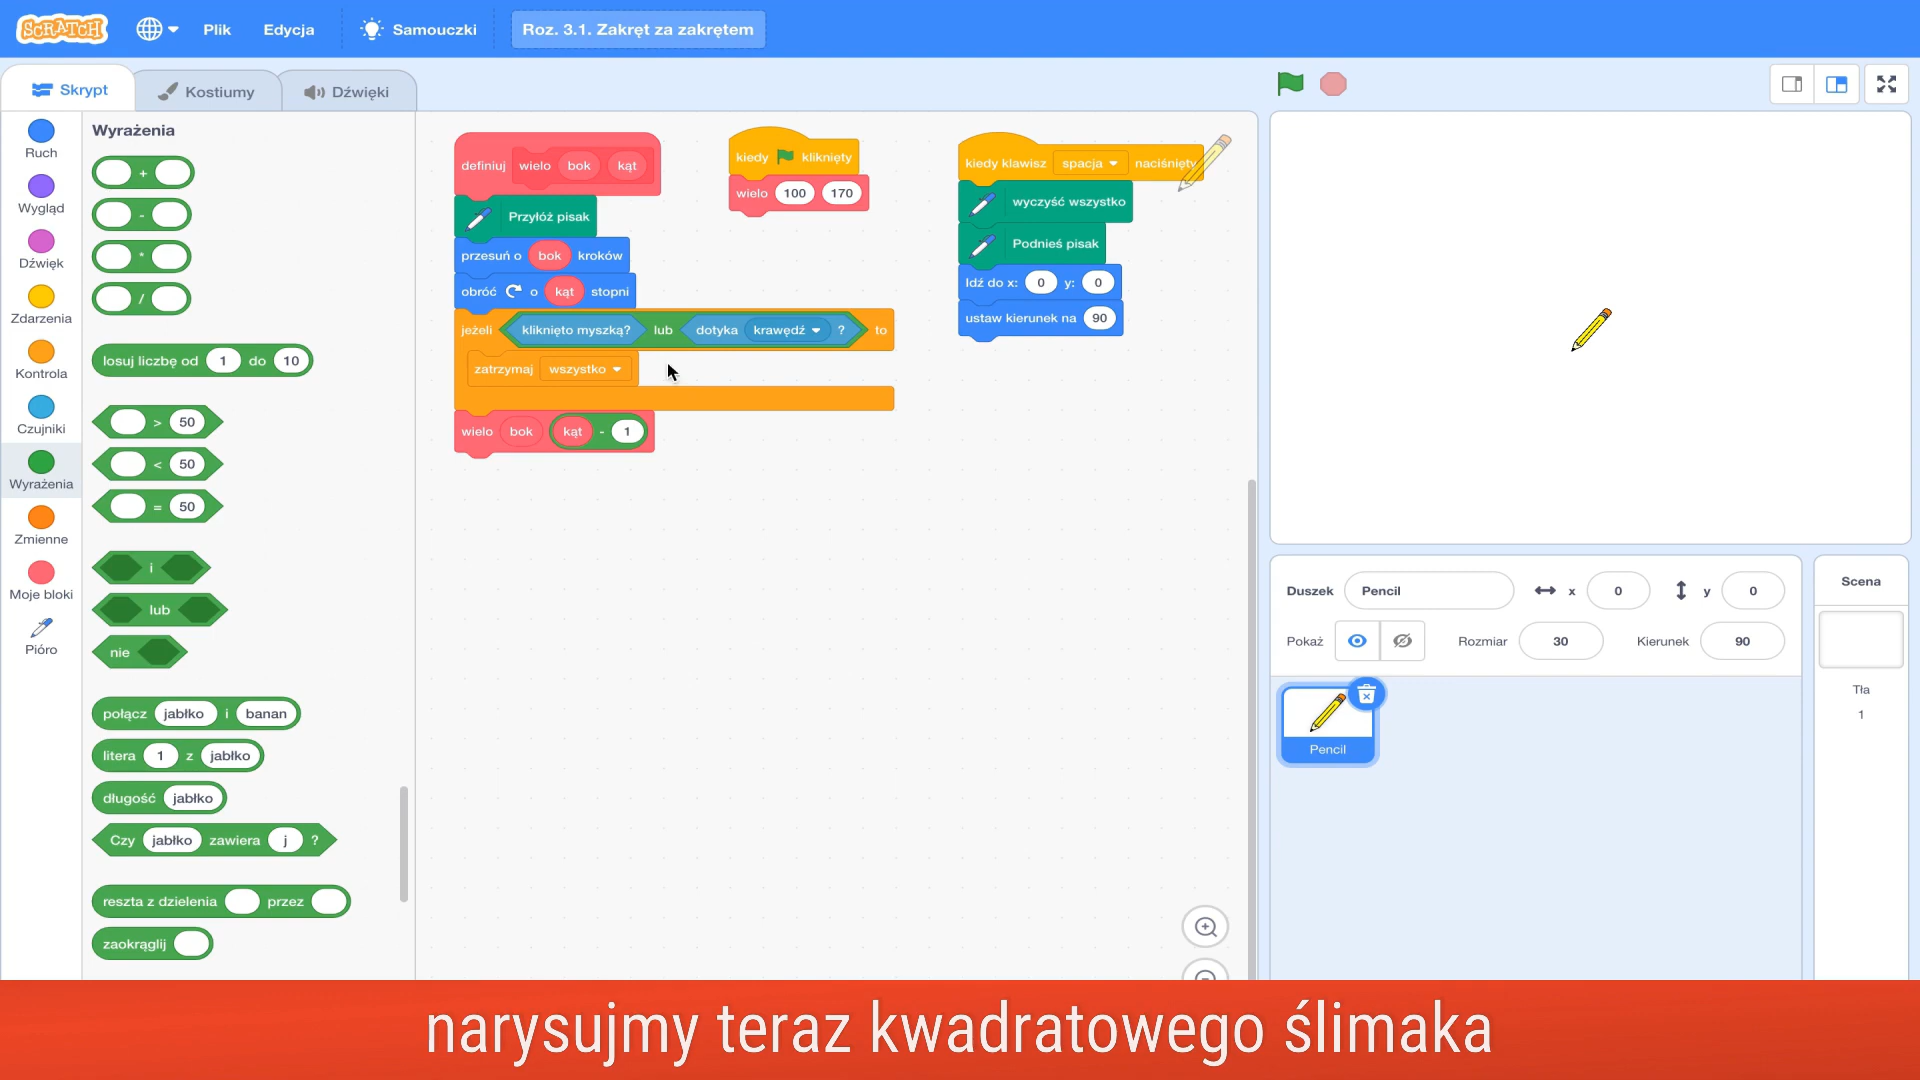 SCRATCH
Plik
Edycja
Samouczki
Roz. 3.1. Zakręt za zakrętem
Skrypt
Kostiumy
Dźwięki
Ruch
Wygląd
Dźwięk
Zdarzenia
Kontrola
Czujniki
Wyrażenia
Zmienne
Moje bloki
Pióro
Wyrażenia
+
-
*
/
losuj liczbę od 1 do 10
> 50
< 50
= 50
i
lub
nie
połącz jabłko i banan
litera 1 z jabłko
długość jabłko
Czy jabłko zawiera j ?
reszta z dzielenia przez
zaokrąglij
definiuj wielo bok kąt
Przyłóż pisak
przesuń o bok kroków
obróć o kąt stopni
jeżeli kliknięto myszką? lub dotyka krawędź ? to
zatrzymaj wszystko
wielo bok kąt - 1
kiedy kliknięty
wielo 100 170
kiedy klawisz spacja naciśnięty
wyczyść wszystko
Podnieś pisak
Idź do x: 0 y: 0
ustaw kierunek na 90
Duszek Pencil x 0 y 0
Pokaż Rozmiar 30 Kierunek 90
Pencil
Scena
Tła
1
narysujmy teraz kwadratowego ślimaka